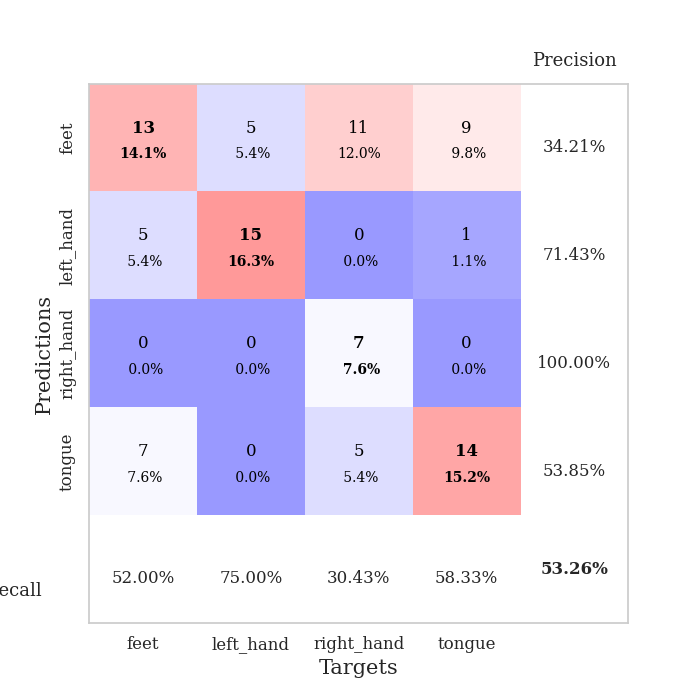 Precision
feet
13 5 11 9
14.1% 5.4% 12.0% 9.8%
34.21%
left_hand
5 15 0 1
5.4% 16.3% 0.0% 1.1%
71.43%
Predictions
right_hand
0 0 7 0
0.0% 0.0% 7.6% 0.0%
100.00%
tongue
7 0 5 14
7.6% 0.0% 5.4% 15.2%
53.85%
ecall
52.00% 75.00% 30.43% 58.33% 53.26%
feet left_hand right_hand tongue
Targets